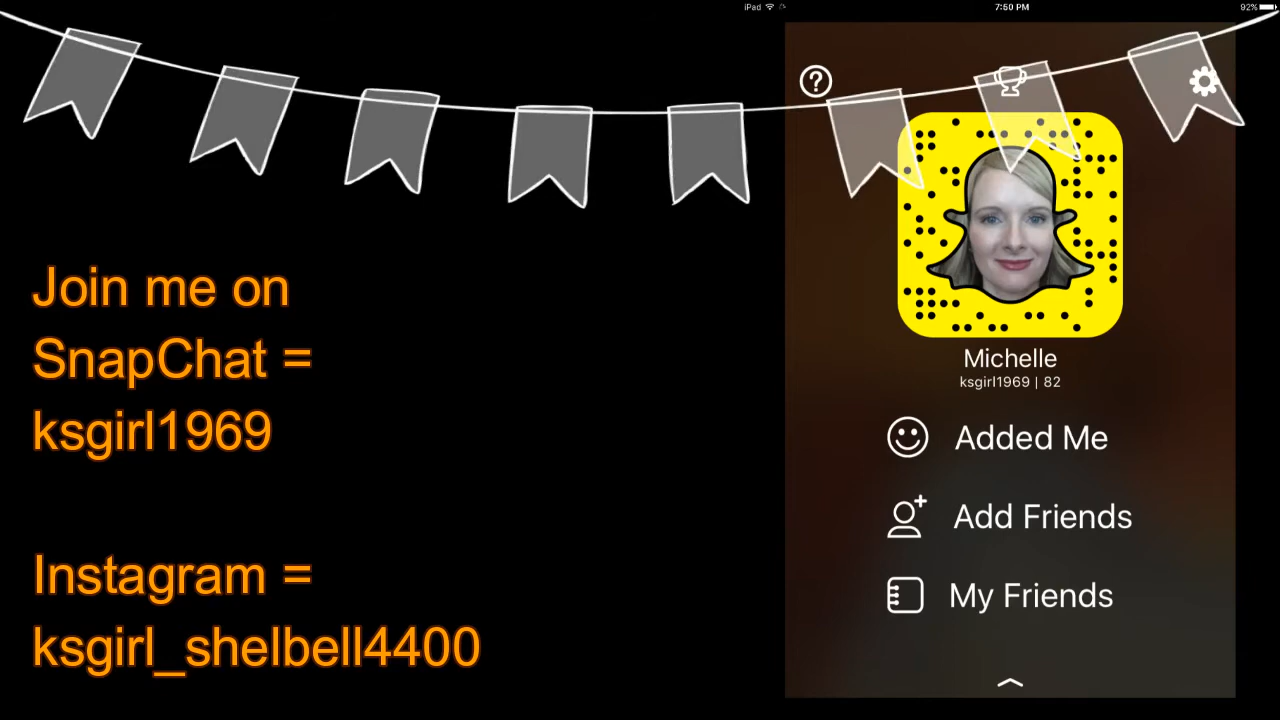 iPad 7:50 PM 92%
Join me on
SnapChat =
ksgirl1969
Instagram =
ksgirl_shelbell4400
?
Michelle
ksgirl1969 | 82
Added Me
Add Friends
My Friends